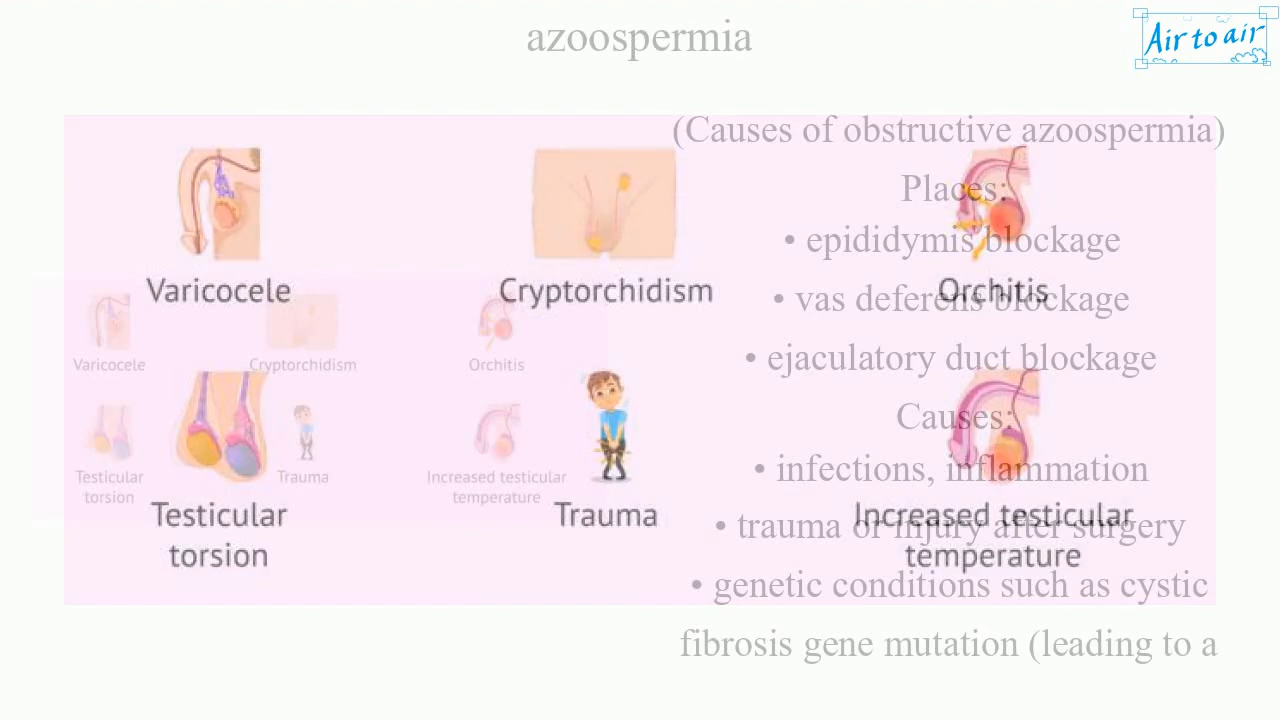 azoospermia
Air to air
(Causes of obstructive azoospermia)
Places:
• epididymis blockage
• vas deferens blockage
• ejaculatory duct blockage
Causes:
• infections, inflammation
• trauma or injury after surgery
• genetic conditions such as cystic
fibrosis gene mutation (leading to a
Varicocele
Cryptorchidism
Orchitis
Testicular
torsion
Trauma
Increased testicular
temperature
Varicocele
Cryptorchidism
Orchitis
Testicular
torsion
Trauma
Increased testicular
temperature